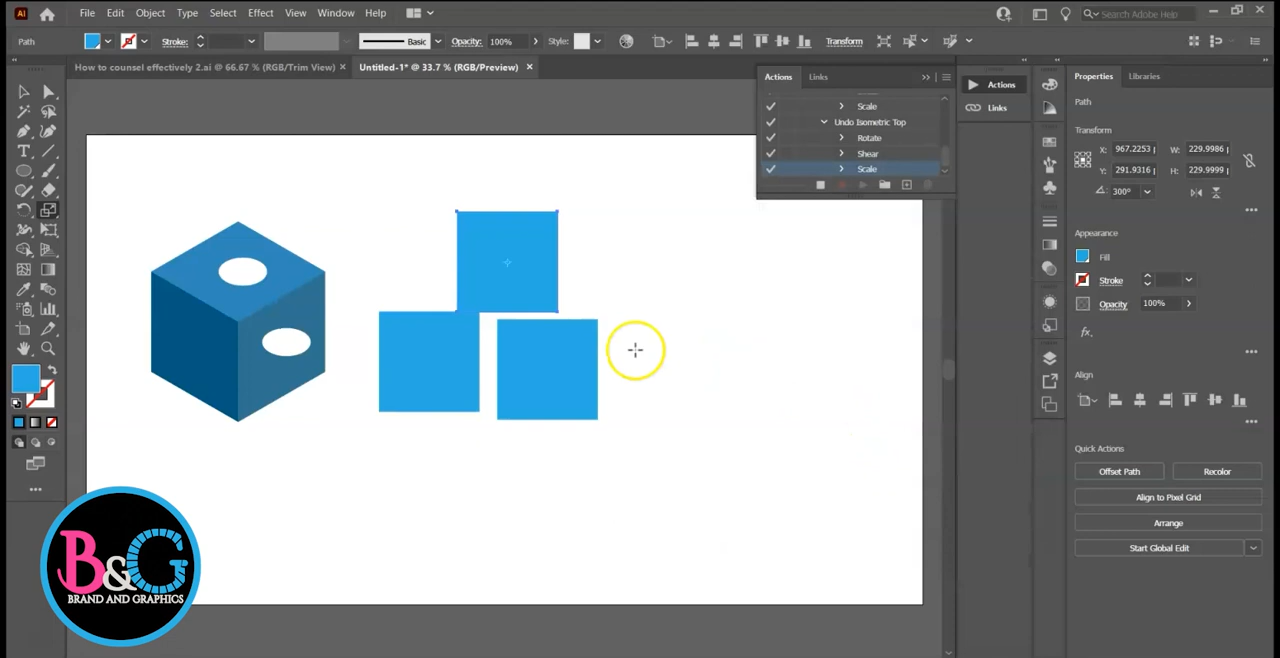 Ai File Edit Object Type Select Effect View Window Help Search Adobe Help
Path Stroke: Basic Opacity: 100% Style: Transform
How to counsel effectively 2.ai @ 66.67 % (RGB/Trim View) × Untitled-1* @ 33.7 % (RGB/Preview) ×
Actions Links
Scale
Undo Isometric Top
Rotate
Shear
Scale
Actions
Links
Properties Libraries
Path
Transform
X: 967.2253 W: 229.9986
Y: 291.9316 H: 229.9999
300°
Appearance
Fill
Stroke
Opacity 100%
fx
Align
Quick Actions
Offset Path Recolor
Align to Pixel Grid
Arrange
Start Global Edit
B&G
BRAND AND GRAPHICS